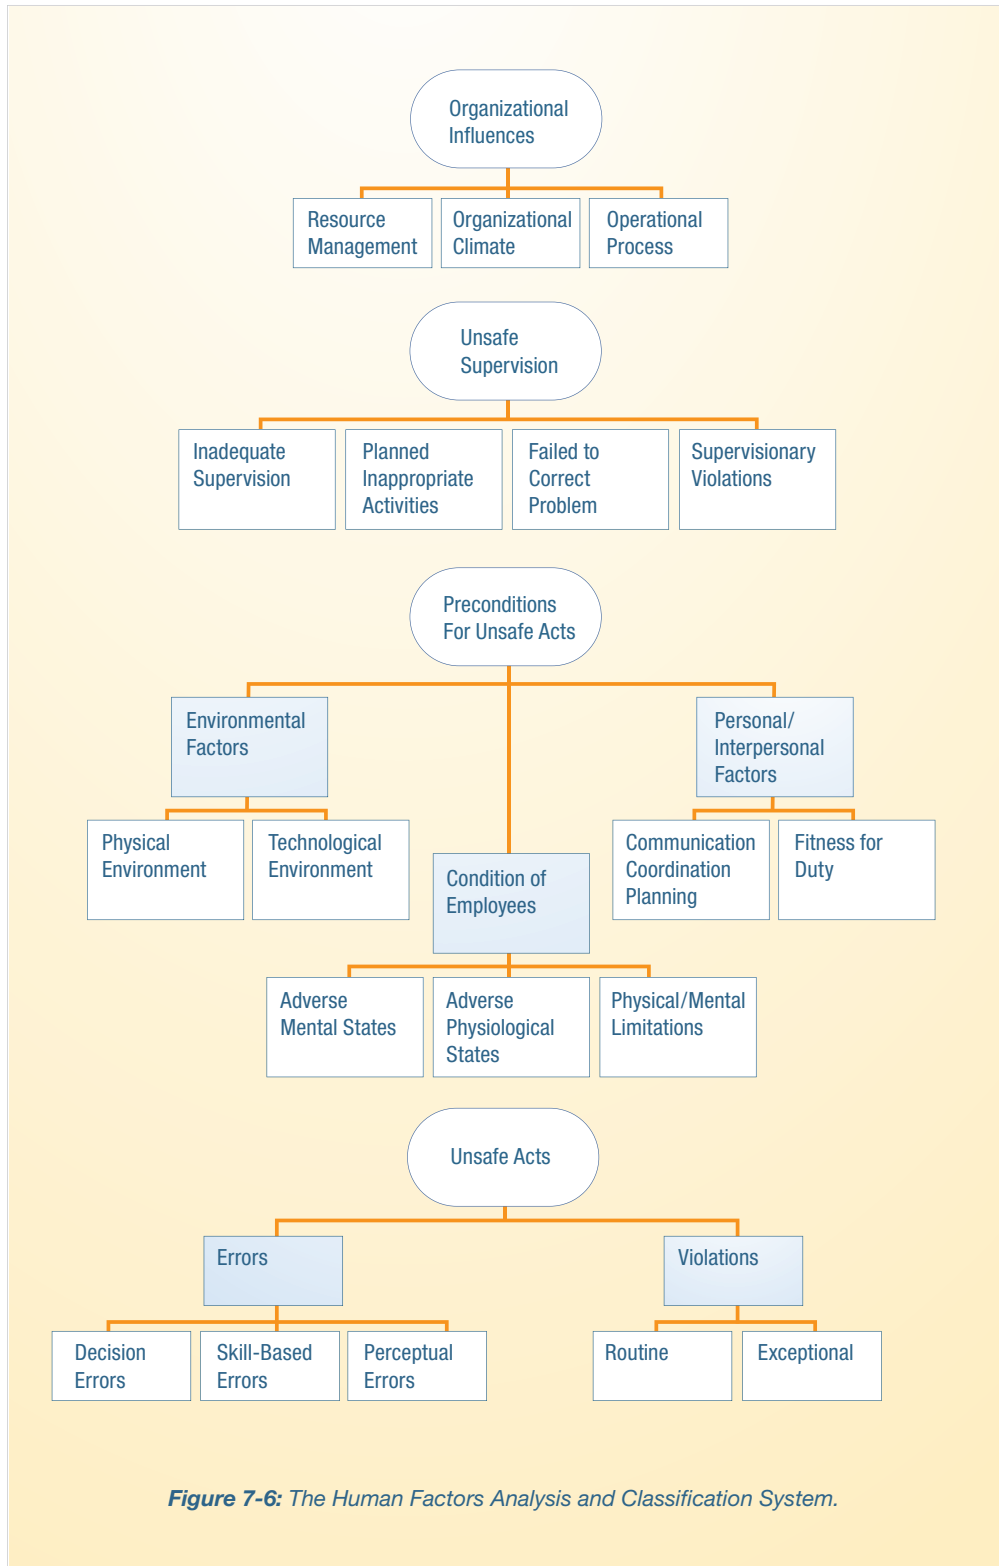 Organizational
Influences
Resource
Management
Organizational
Climate
Operational
Process
Unsafe
Supervision
Inadequate
Supervision
Planned
Inappropriate
Activities
Failed to
Correct
Problem
Supervisionary
Violations
Preconditions
For Unsafe Acts
Environmental
Factors
Personal/
Interpersonal
Factors
Physical
Environment
Technological
Environment
Condition of
Employees
Communication
Coordination
Planning
Fitness for
Duty
Adverse
Mental States
Adverse
Physiological
States
Physical/Mental
Limitations
Unsafe Acts
Errors
Violations
Decision
Errors
Skill-Based
Errors
Perceptual
Errors
Routine
Exceptional
Figure 7-6: The Human Factors Analysis and Classification System.